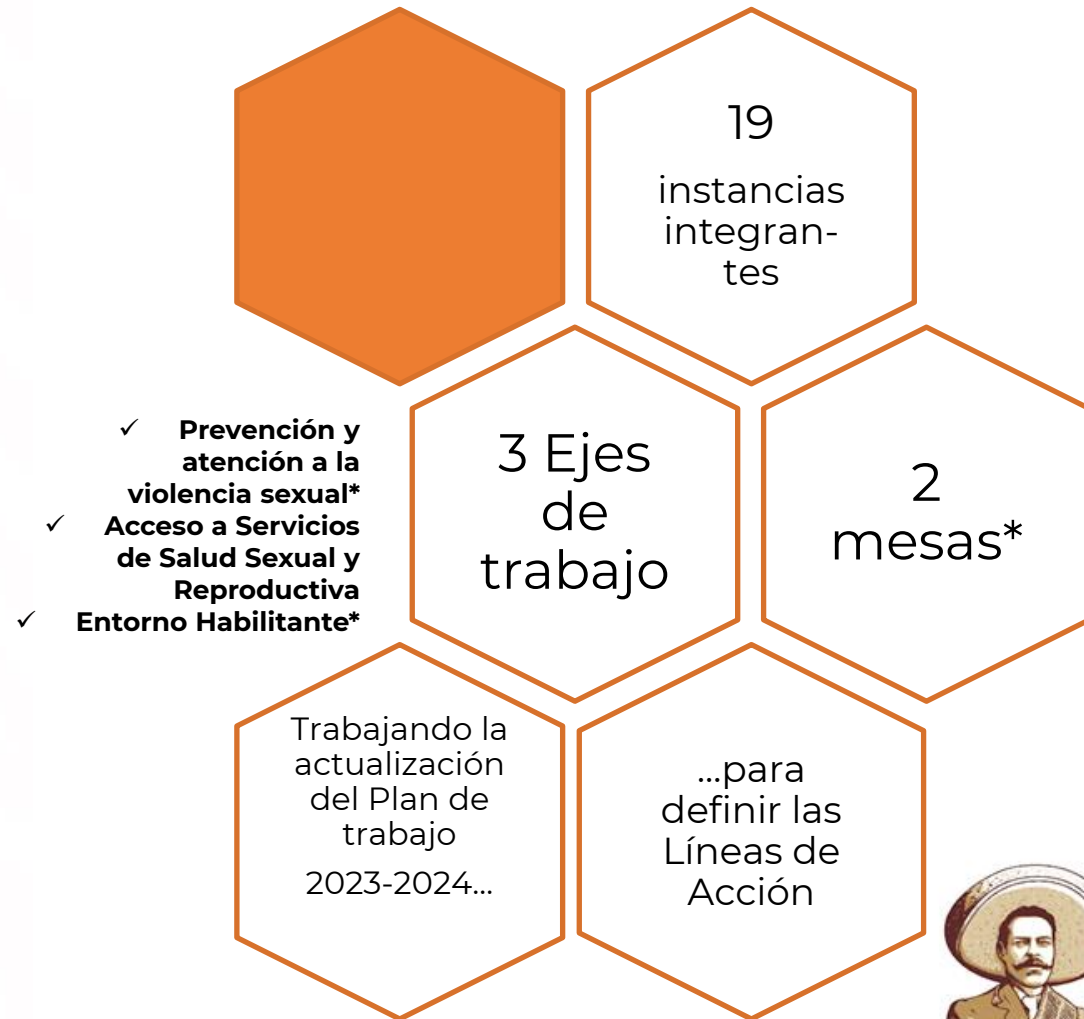 19
instancias
integran-
tes
✓ Prevención y
atención a la
violencia sexual*
✓ Acceso a Servicios
de Salud Sexual y
Reproductiva
✓ Entorno Habilitante*
3 Ejes
de
trabajo
2
mesas*
Trabajando la
actualización
del Plan de
trabajo
2023-2024...
...para
definir las
Líneas de
Acción